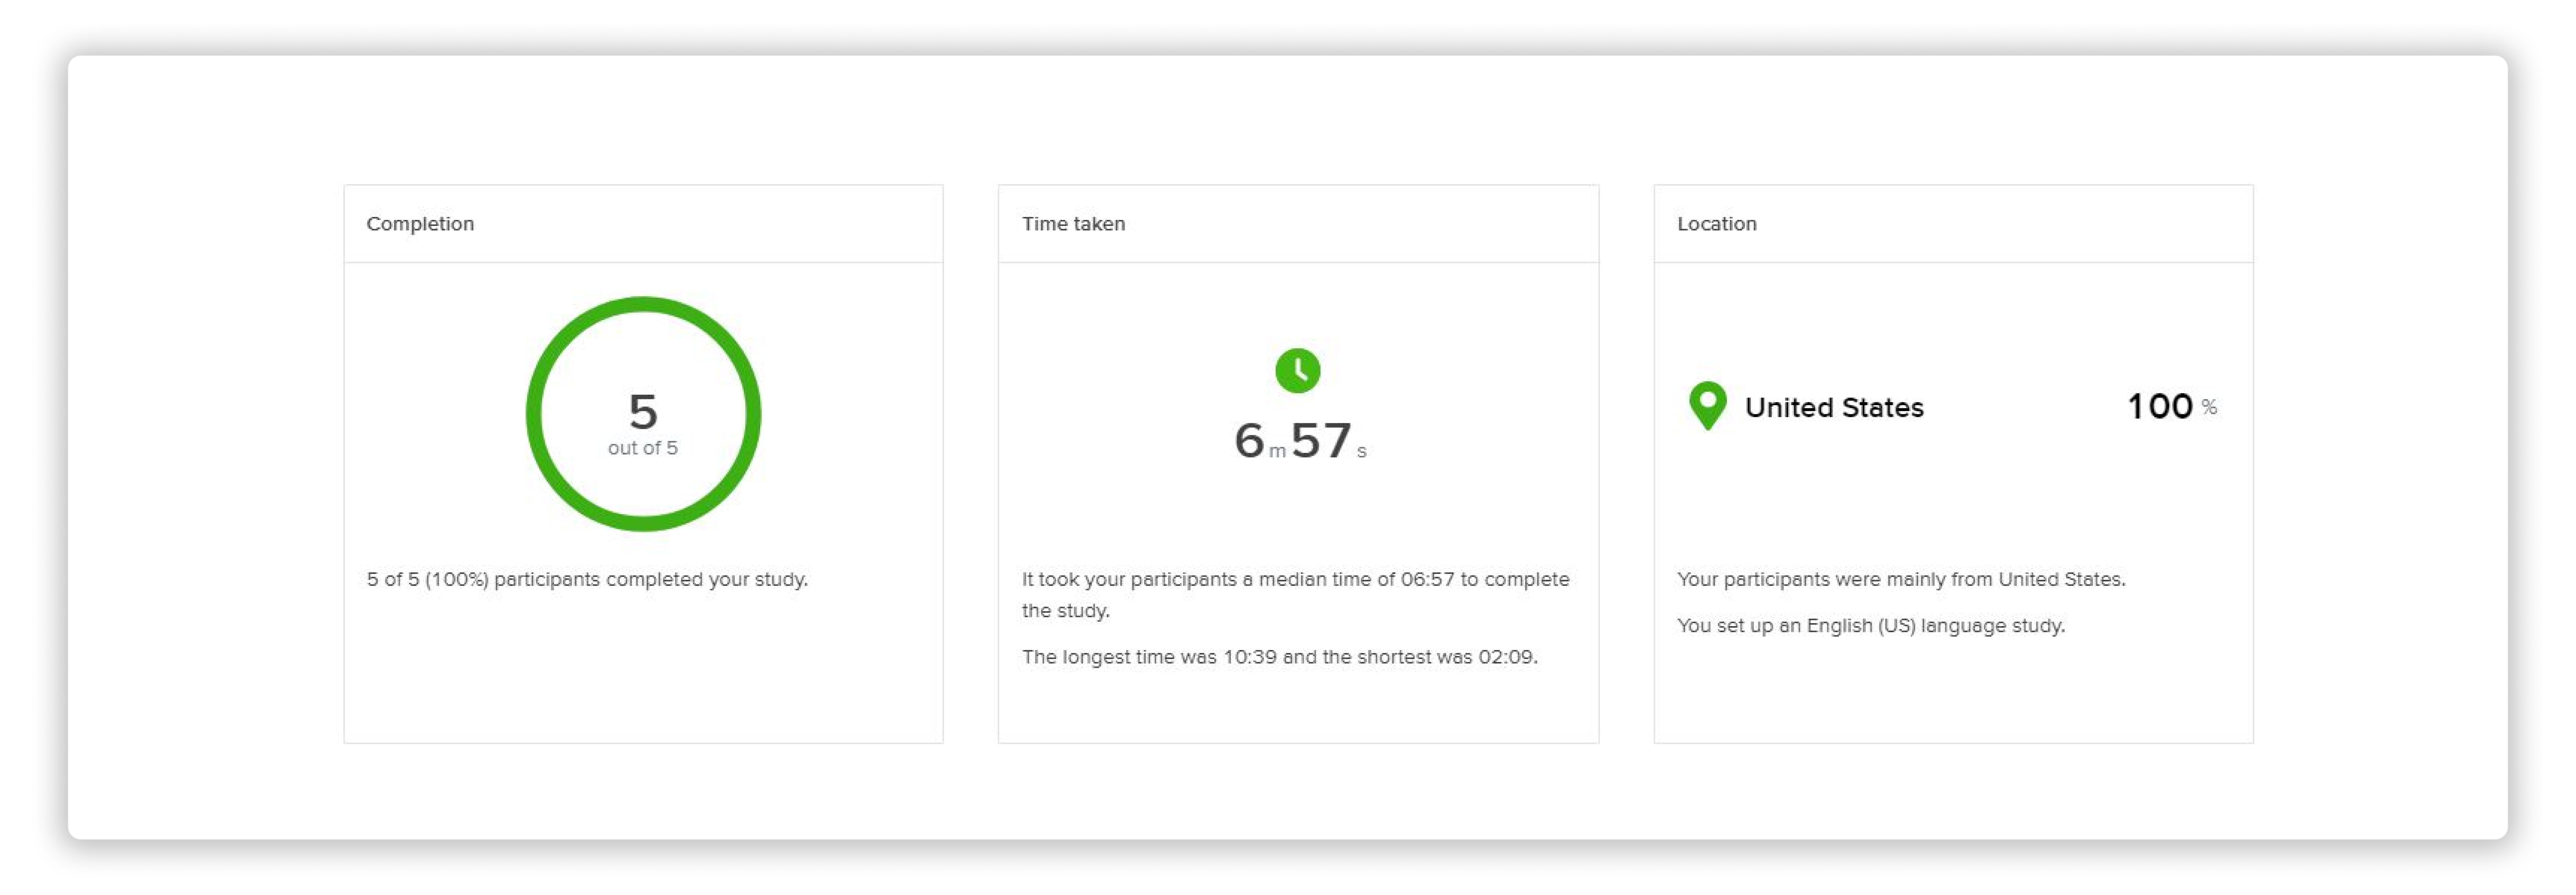 Completion
5
out of 5
5 of 5 (100%) participants completed your study.
Time taken
6m57s
It took your participants a median time of 06:57 to complete
the study.
The longest time was 10:39 and the shortest was 02:09.
Location
United States 100 %
Your participants were mainly from United States.
You set up an English (US) language study.